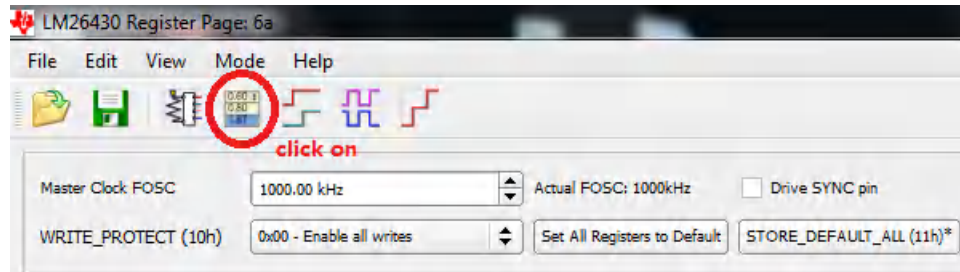 LM26430 Register Page: 6a
File Edit View Mode Help
click on
Master Clock FOSC 1000.00 kHz Actual FOSC: 1000kHz Drive SYNC pin
WRITE_PROTECT (10h) 0x00 - Enable all writes Set All Registers to Default STORE_DEFAULT_ALL (11h)*